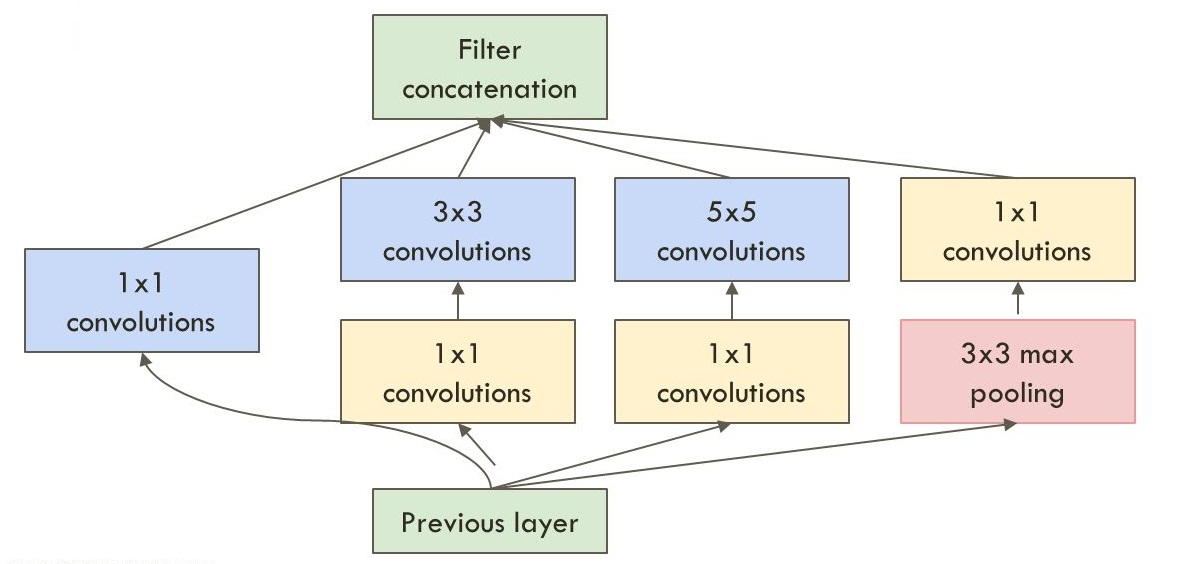 Filter
concatenation
3x3
convolutions
5x5
convolutions
1x1
convolutions
1x1
convolutions
1x1
convolutions
1x1
convolutions
3x3 max
pooling
Previous layer